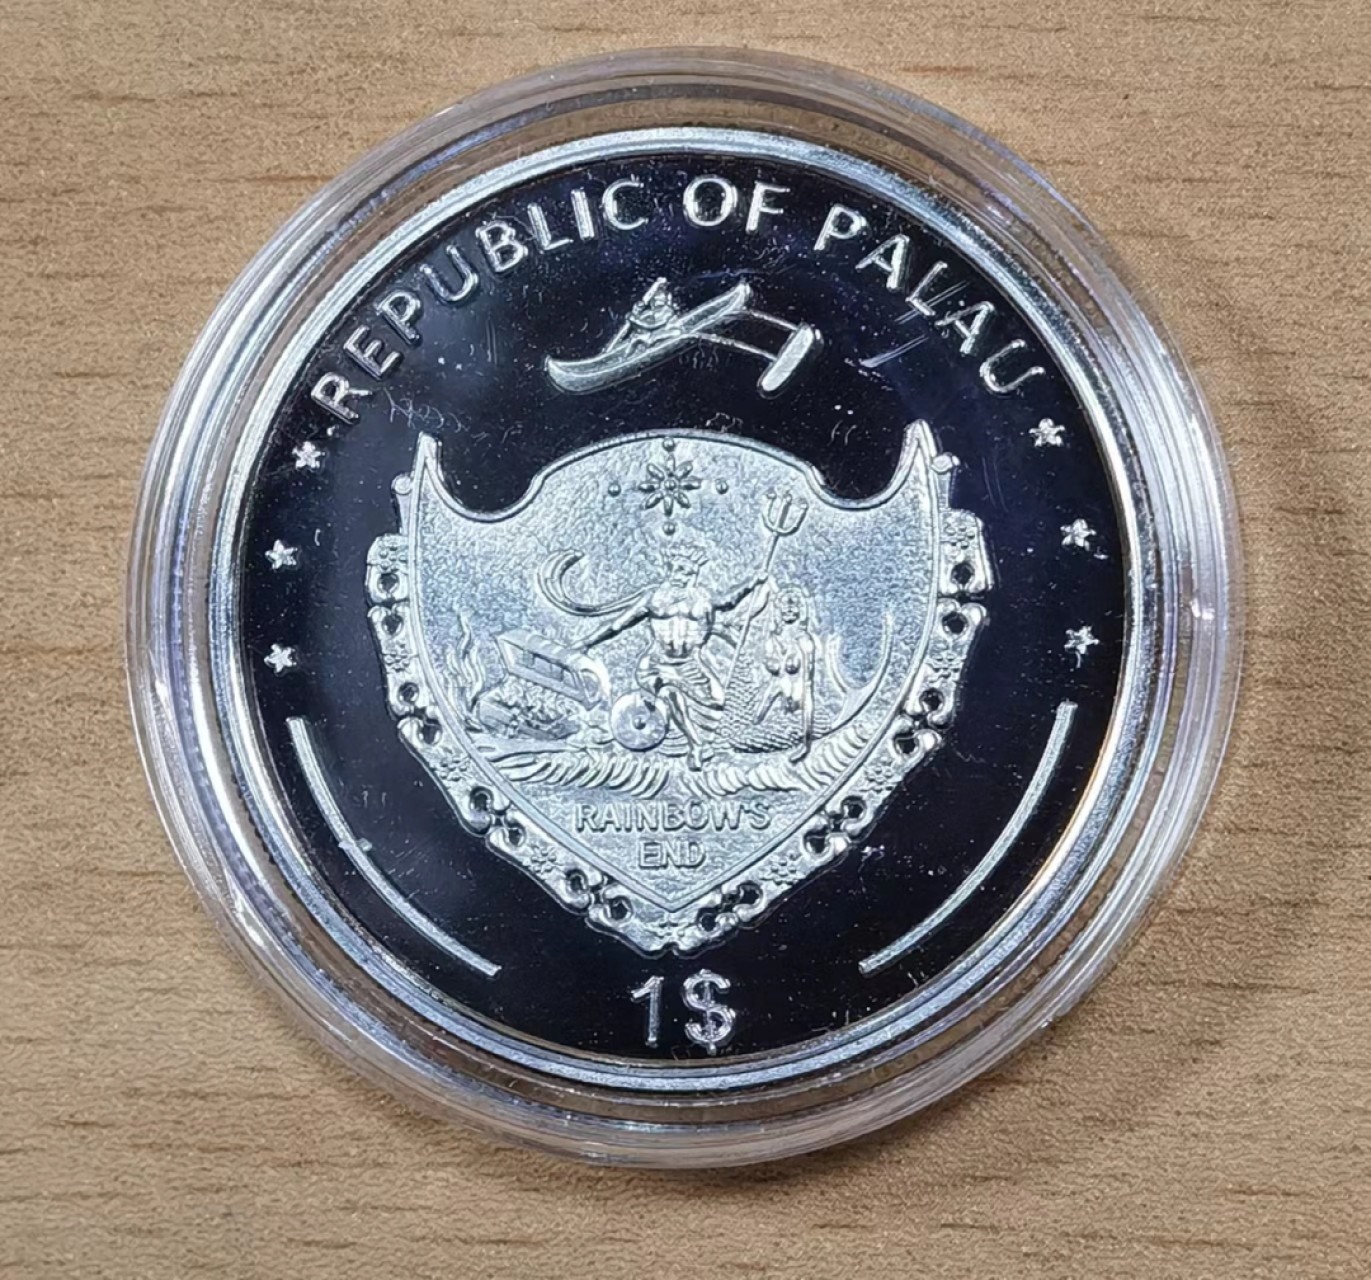 REPUBLIC OF PALAU
RAINBOW'S
END
1$